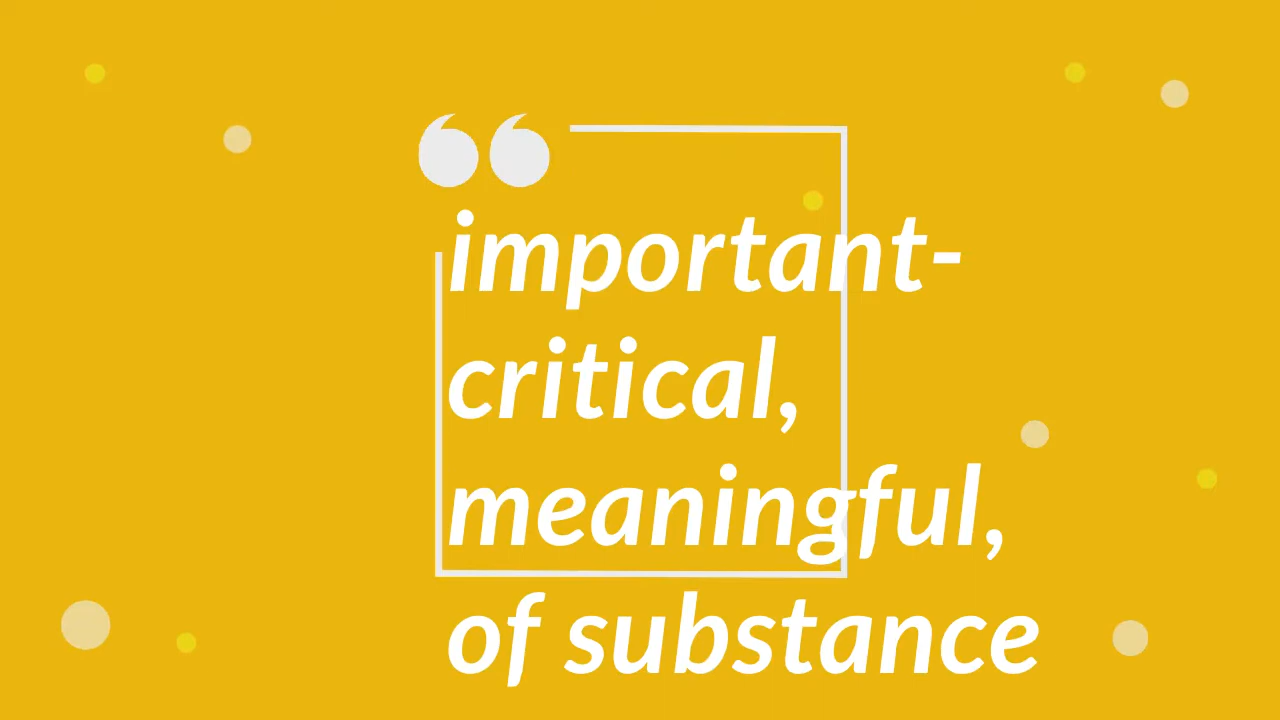 important-
critical,
meaningful,
of substance